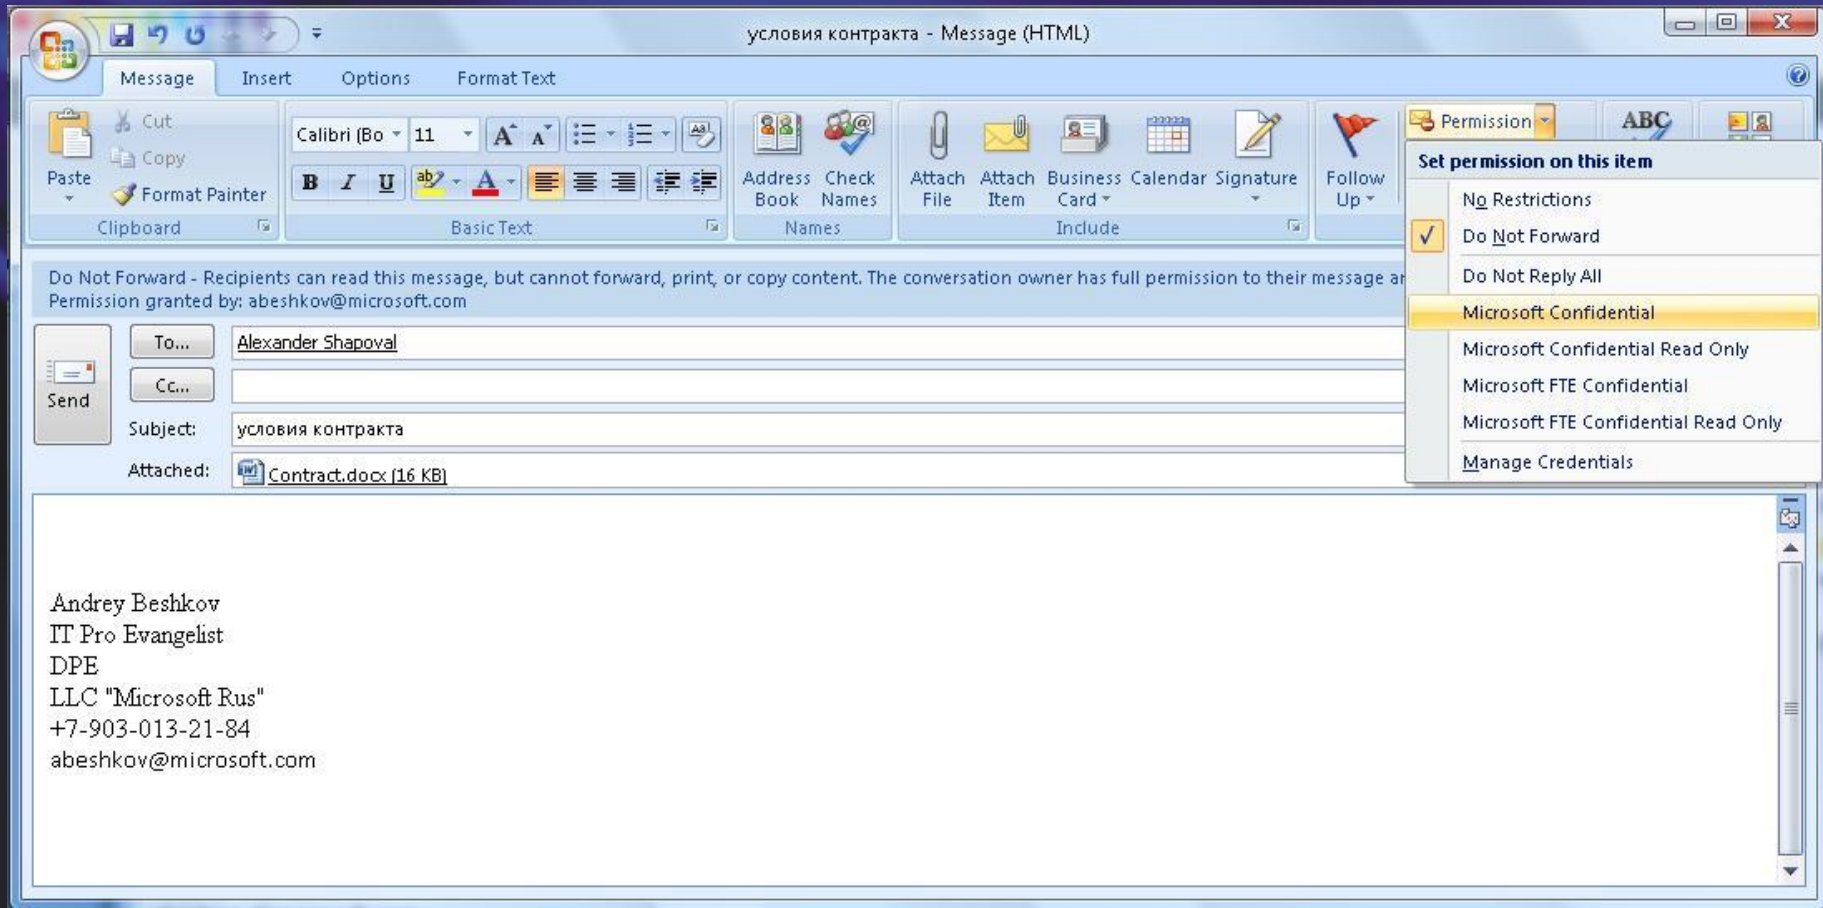 условия контракта - Message (HTML)
Message Insert Options Format Text
Cut
Copy
Paste
Format Painter
Clipboard
Calibri (Bo 11
B I U
Basic Text
Address Book
Check Names
Names
Attach File
Attach Item
Business Card
Calendar
Signature
Include
Follow Up
Permission
ABC
Set permission on this item
No Restrictions
Do Not Forward
Do Not Reply All
Microsoft Confidential
Microsoft Confidential Read Only
Microsoft FTE Confidential
Microsoft FTE Confidential Read Only
Manage Credentials
Do Not Forward - Recipients can read this message, but cannot forward, print, or copy content. The conversation owner has full permission to their message
Permission granted by: abeshkov@microsoft.com
Send
To... Alexander Shapoval
Cc...
Subject: условия контракта
Attached: Contract.docx (16 KB)
Andrey Beshkov
IT Pro Evangelist
DPE
LLC "Microsoft Rus"
+7-903-013-21-84
abeshkov@microsoft.com